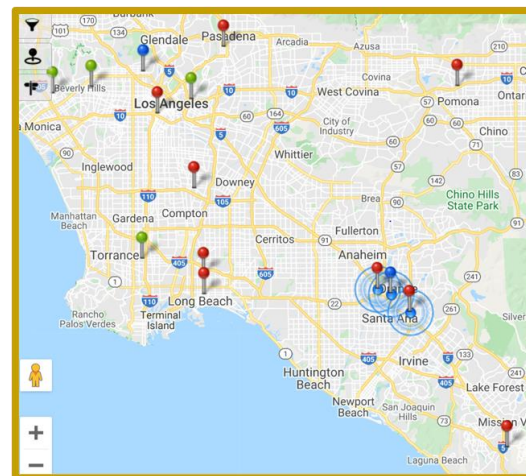 Burbank
Glendale
Pasadena
Arcadia
Azusa
101
210
Beverly Hills
Los Angeles
West Covina
Covina
Pomona
Ontar
Monica
City of
Industry
Chino
Inglewood
Whittier
Downey
Chino Hills
State Park
Brea
Manhattan
Beach
Gardena
Compton
Fullerton
Cerritos
Anaheim
Torrance
Long Beach
Rancho
Palos Verdes
Terminal
Island
Santa Ana
Silver
Irvine
Huntington
Beach
Lake Forest
Newport
Beach
San Joaquin
Hills
Mission V
Laguna Beach
+
−